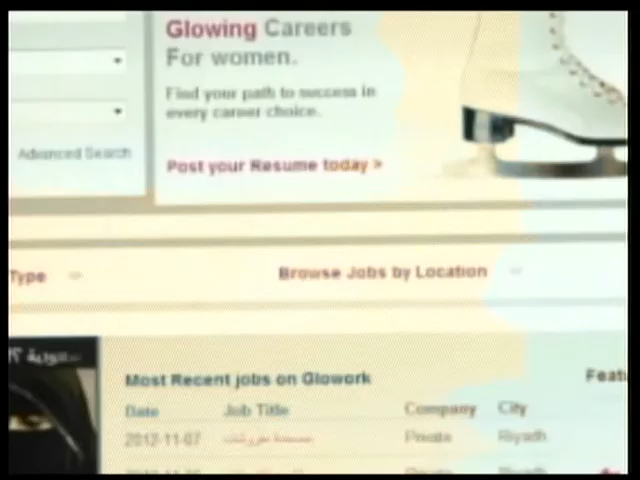 Glowing Careers
For women.
Find your path to success in
every career choice.
Advanced Search
Post your Resume today >
Type
Browse Jobs by Location
Most Recent jobs on Glowork
Date Job Title Company City
2012-11-07 Private Riyadh
Private Riyadh